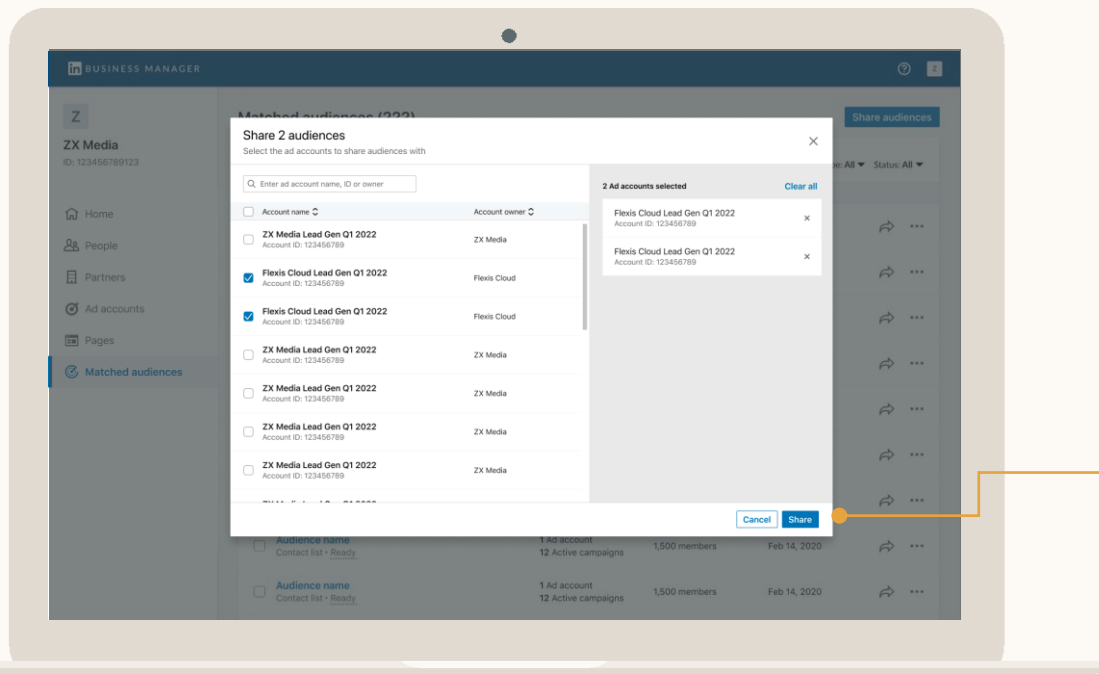 in BUSINESS MANAGER
Z
Z
ZX Media
ID: 123456789123
Home
People
Partners
Ad accounts
Pages
Matched audiences
Matched audiences (222)
Share audiences
All
Status: All
Share 2 audiences
Select the ad accounts to share audiences with
Enter ad account name, ID or owner
Account name
Account owner
ZX Media Lead Gen Q1 2022
Account ID: 123456789
ZX Media
Flexis Cloud Lead Gen Q1 2022
Account ID: 123456789
Flexis Cloud
Flexis Cloud Lead Gen Q1 2022
Account ID: 123456789
Flexis Cloud
ZX Media Lead Gen Q1 2022
Account ID: 123456789
ZX Media
ZX Media Lead Gen Q1 2022
Account ID: 123456789
ZX Media
ZX Media Lead Gen Q1 2022
Account ID: 123456789
ZX Media
ZX Media Lead Gen Q1 2022
Account ID: 123456789
ZX Media
2 Ad accounts selected
Clear all
Flexis Cloud Lead Gen Q1 2022
Account ID: 123456789
Flexis Cloud Lead Gen Q1 2022
Account ID: 123456789
Cancel
Share
Audience name
Contact list • Ready
1 Ad account
12 Active campaigns
1,500 members
Feb 14, 2020
Audience name
Contact list • Ready
1 Ad account
12 Active campaigns
1,500 members
Feb 14, 2020